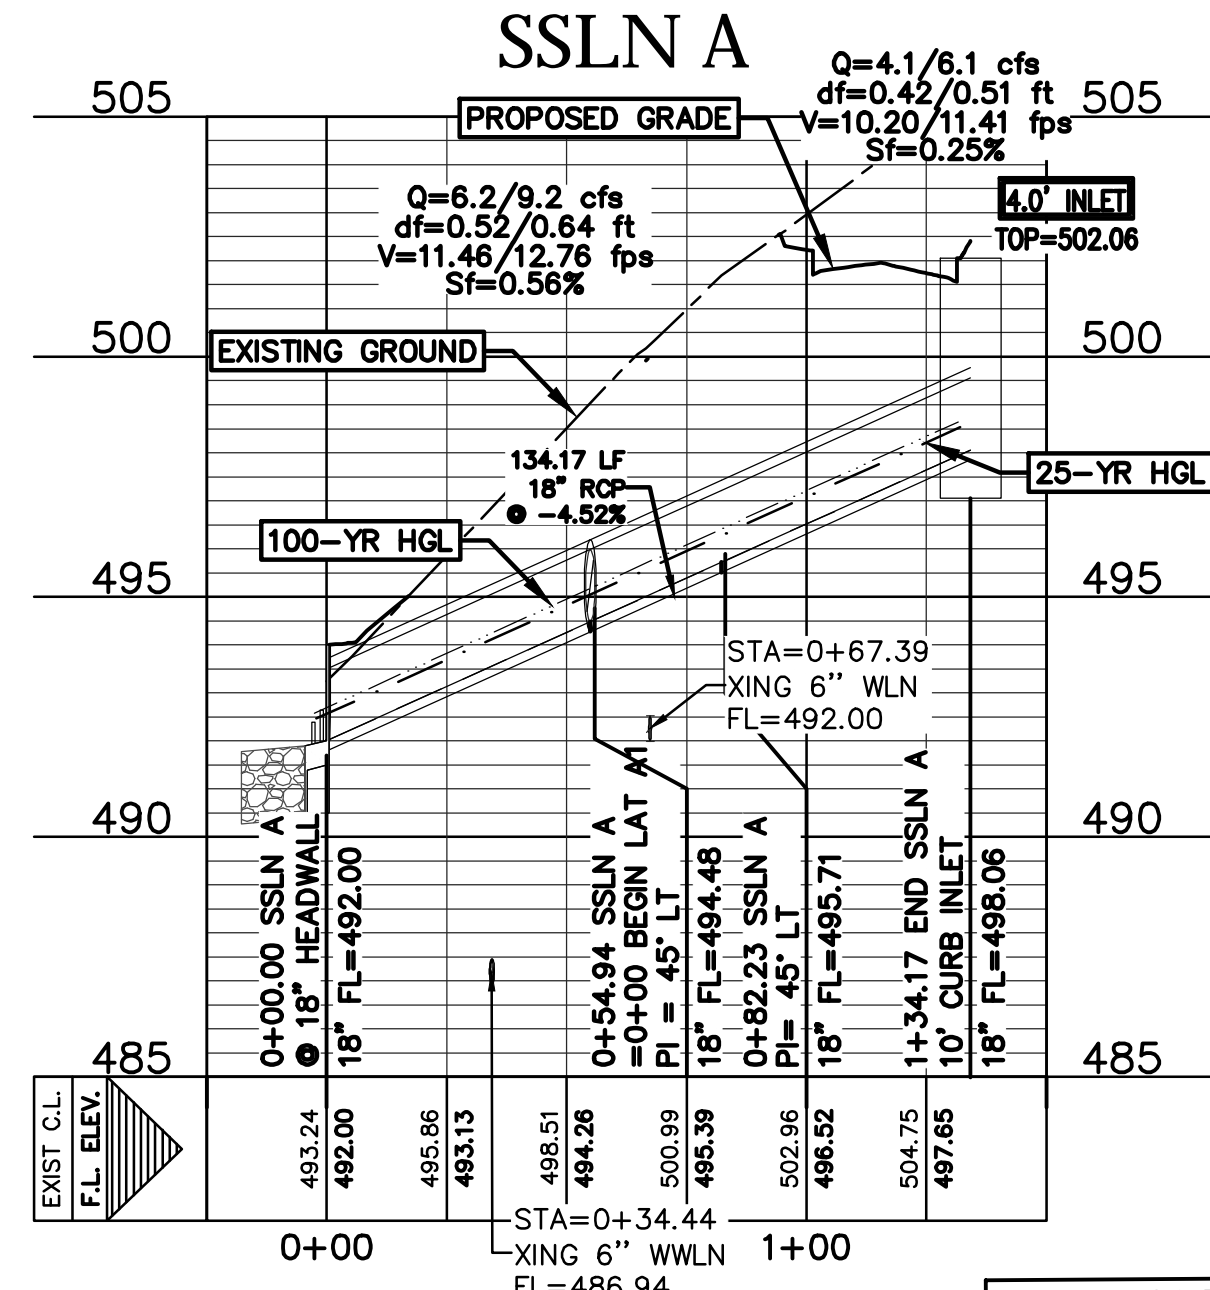 SSLN A
Q=4.1/6.1 cfs
df=0.42/0.51 ft
V=10.20/11.41 fps
Sf=0.25%
505
505
PROPOSED GRADE
4.0' INLET
TOP=502.06
Q=6.2/9.2 cfs
df=0.52/0.64 ft
V=11.46/12.76 fps
Sf=0.56%
500
500
EXISTING GROUND
134.17 LF
18" RCP
@ -4.52%
25-YR HGL
100-YR HGL
495
495
STA=0+67.39
XING 6" WLN
FL=492.00
490
490
0+00.00 SSLN A
@ 18" HEADWALL
18" FL=492.00
0+54.94 SSLN A
=0+00 BEGIN LAT A1
PI = 45° LT
18" FL=494.48
0+82.23 SSLN A
PI= 45° LT
18" FL=495.71
1+34.17 END SSLN A
10' CURB INLET
18" FL=498.06
485
485
EXIST C.L.
F.L. ELEV.
493.24
492.00
495.86
493.13
498.51
494.26
500.99
495.39
502.96
496.52
504.75
497.65
0+00
1+00
STA=0+34.44
XING 6" WWLN
FL=486.94